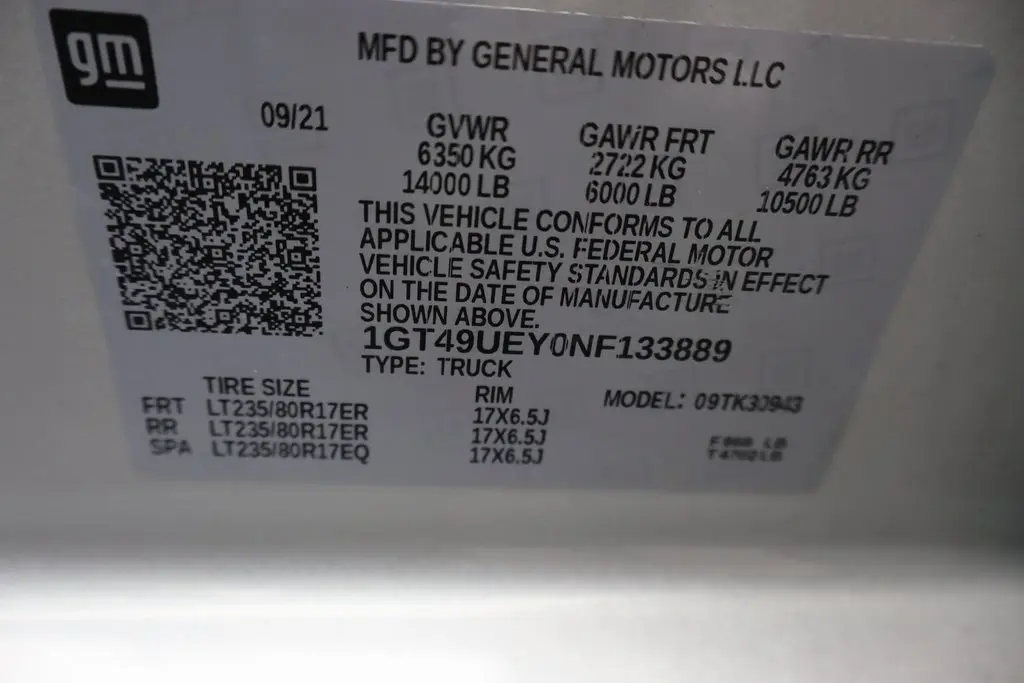 gm
MFD BY GENERAL MOTORS LLC
09/21
GVWR GAWR FRT GAWR RR
6350 KG 2722 KG 4763 KG
14000 LB 6000 LB 10500 LB
THIS VEHICLE CONFORMS TO ALL
APPLICABLE U.S. FEDERAL MOTOR
VEHICLE SAFETY STANDARDS IN EFFECT
ON THE DATE OF MANUFACTURE
SHOWN ABOVE.
1GT49UEY0NF133889
TYPE: TRUCK
TIRE SIZE RIM MODEL: 09TK30943
FRT LT235/80R17ER 17X6.5J
RR LT235/80R17ER 17X6.5J
SPA LT235/80R17EQ 17X6.5J
F LB
T LB